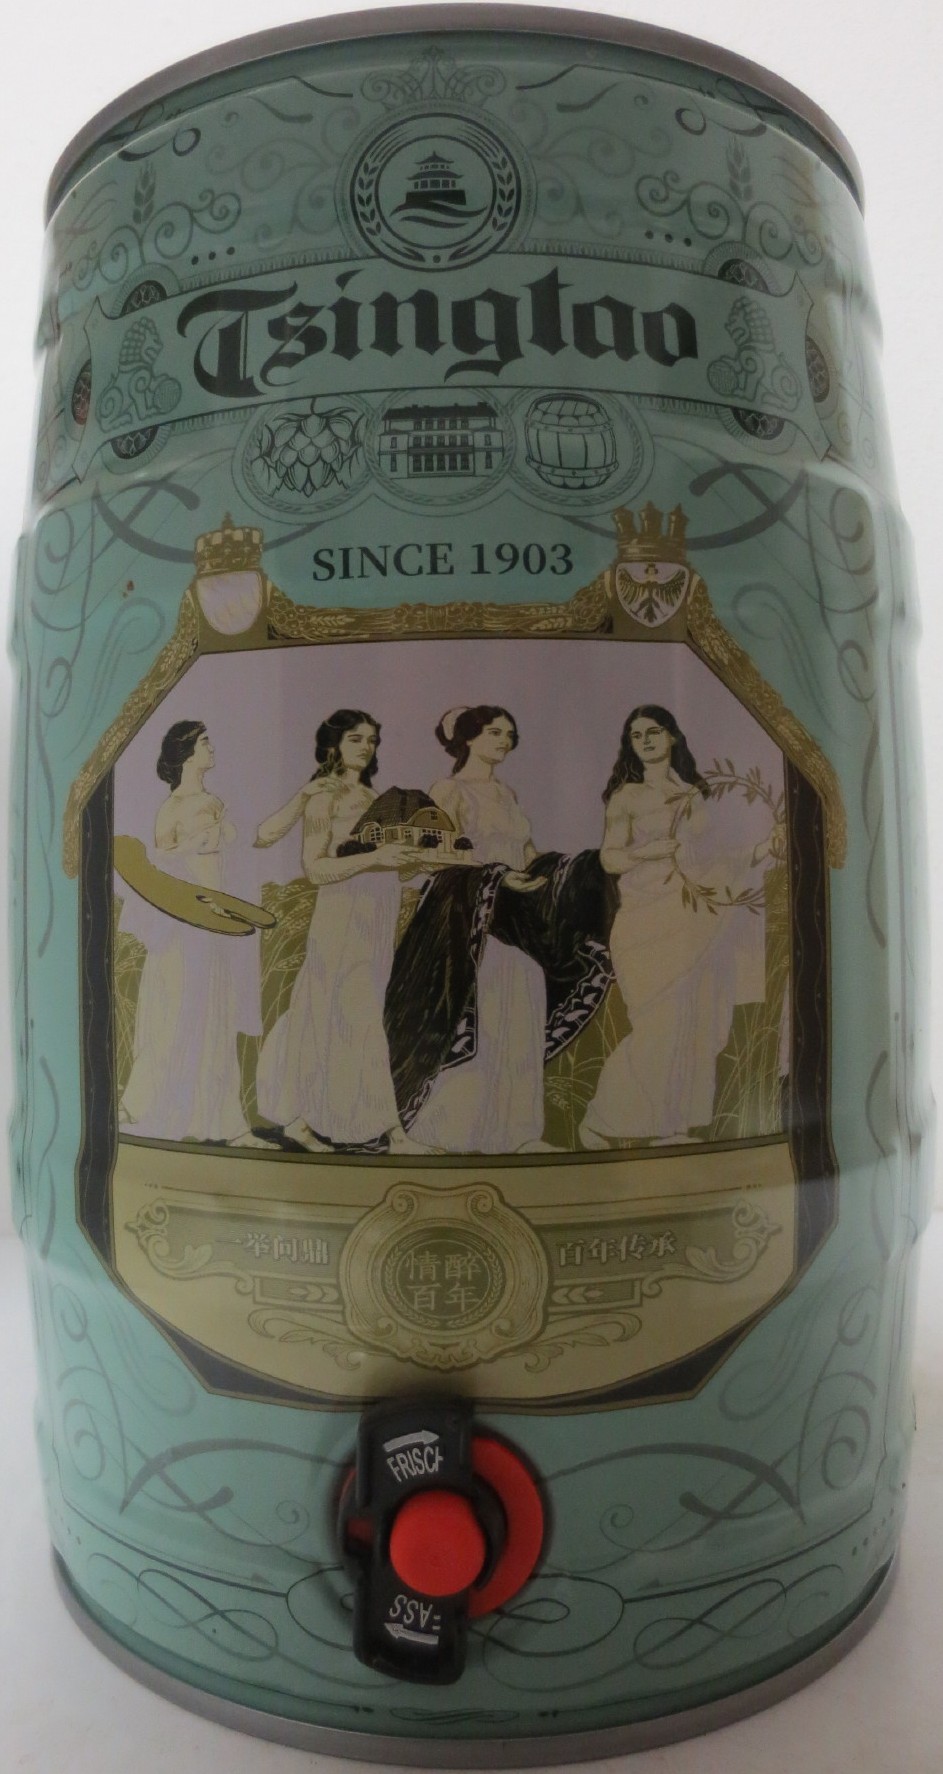 Tsingtao
SINCE 1903
一举问鼎
情醉
百年
百年传承
FRISCH
FASS